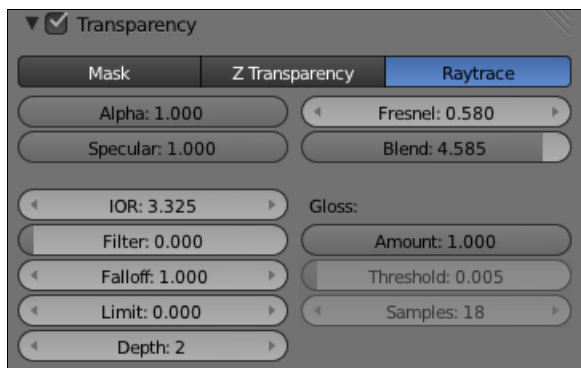 Transparency
Mask Z Transparency Raytrace
Alpha: 1.000 Fresnel: 0.580
Specular: 1.000 Blend: 4.585
IOR: 3.325 Gloss:
Filter: 0.000 Amount: 1.000
Falloff: 1.000 Threshold: 0.005
Limit: 0.000 Samples: 18
Depth: 2